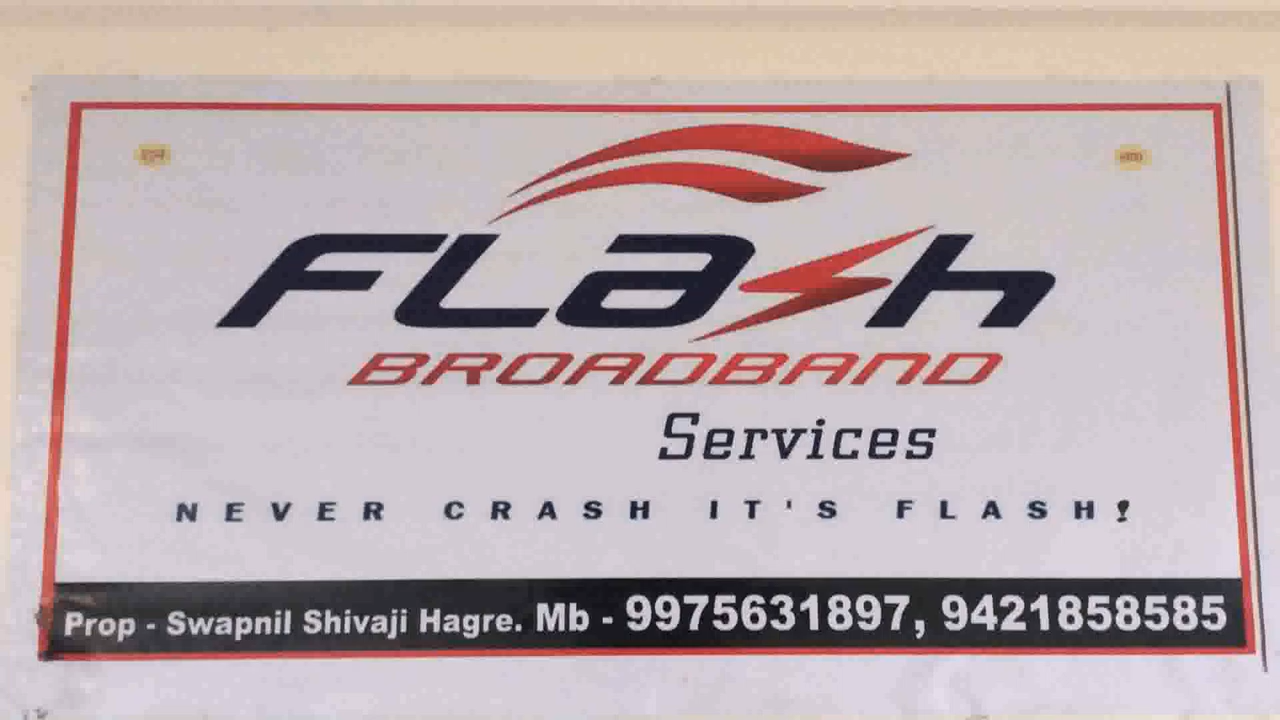 FLash
BROADBAND
Services
NEVER CRASH IT'S FLASH!
Prop - Swapnil Shivaji Hagre. Mb - 9975631897, 9421858585